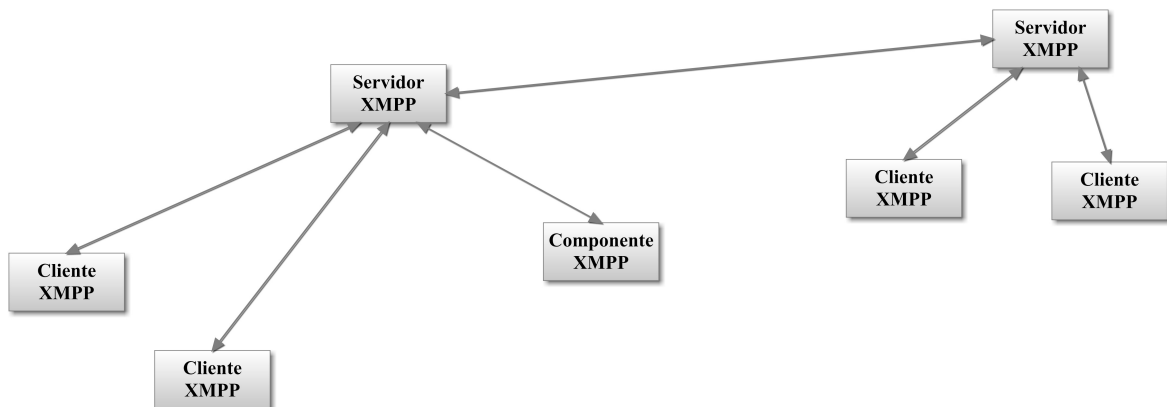 Servidor
XMPP
Servidor
XMPP
Cliente
XMPP
Cliente
XMPP
Componente
XMPP
Cliente
XMPP
Cliente
XMPP